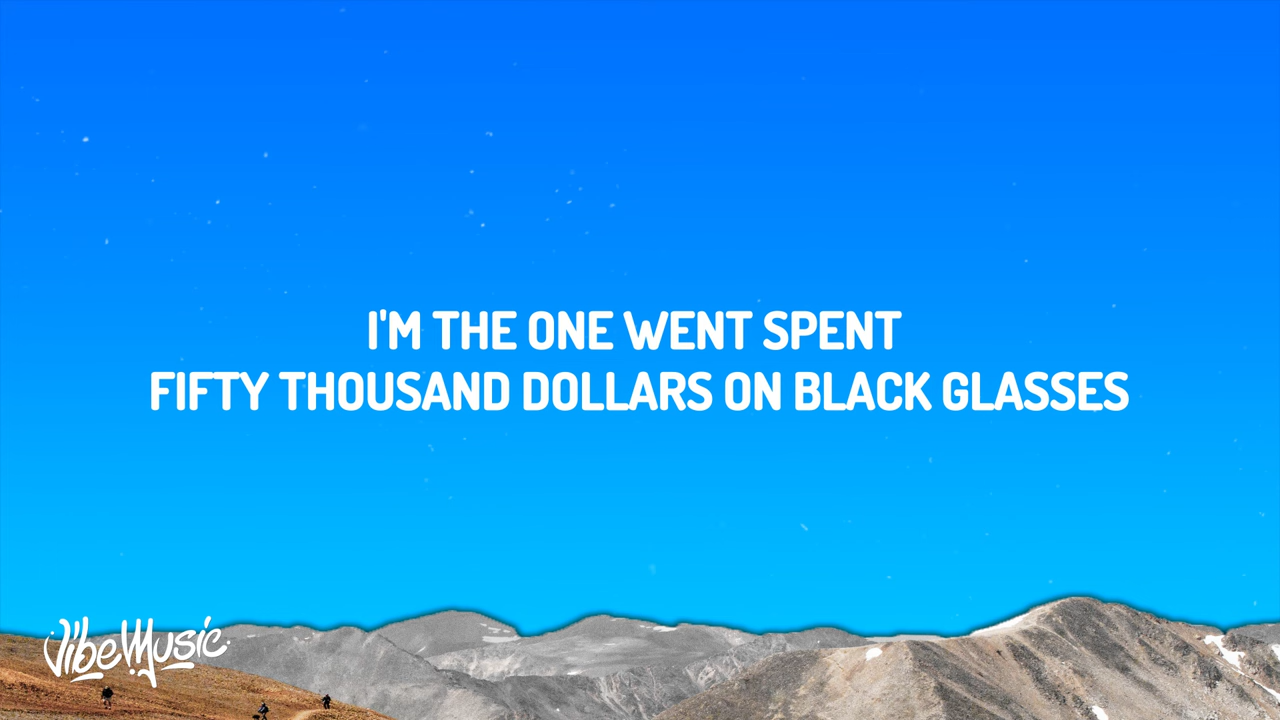 I'M THE ONE WENT SPENT
FIFTY THOUSAND DOLLARS ON BLACK GLASSES
VibeMusic